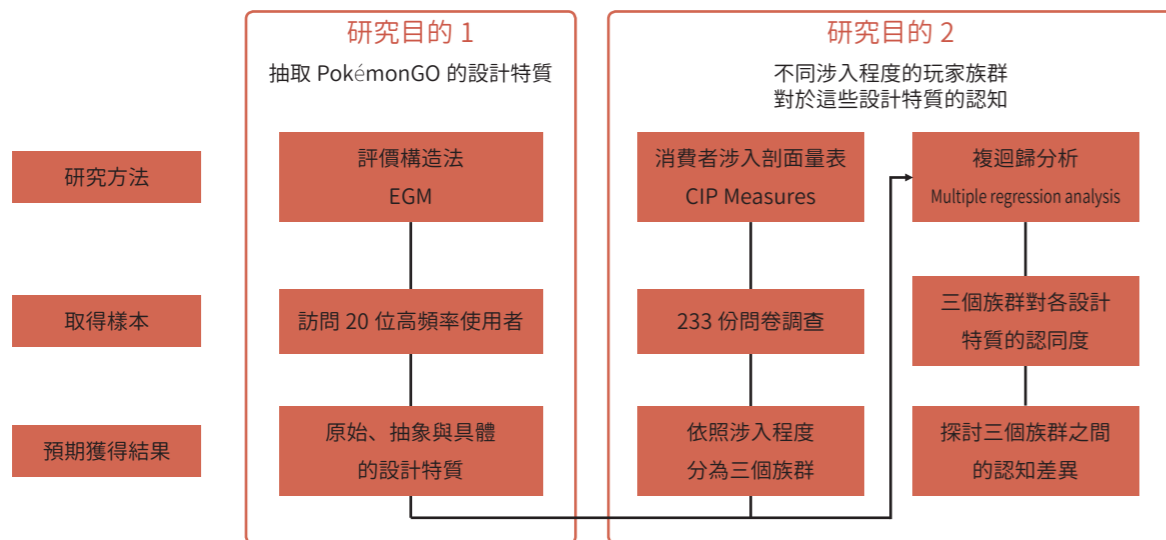 研究目的 1
抽取 PokémonGO 的設計特質
研究目的 2
不同涉入程度的玩家族群
對於這些設計特質的認知
研究方法
評價構造法
EGM
消費者涉入剖面量表
CIP Measures
複迴歸分析
Multiple regression analysis
取得樣本
訪問 20 位高頻率使用者
233 份問卷調查
三個族群對各設計
特質的認同度
預期獲得結果
原始、抽象與具體
的設計特質
依照涉入程度
分為三個族群
探討三個族群之間
的認知差異